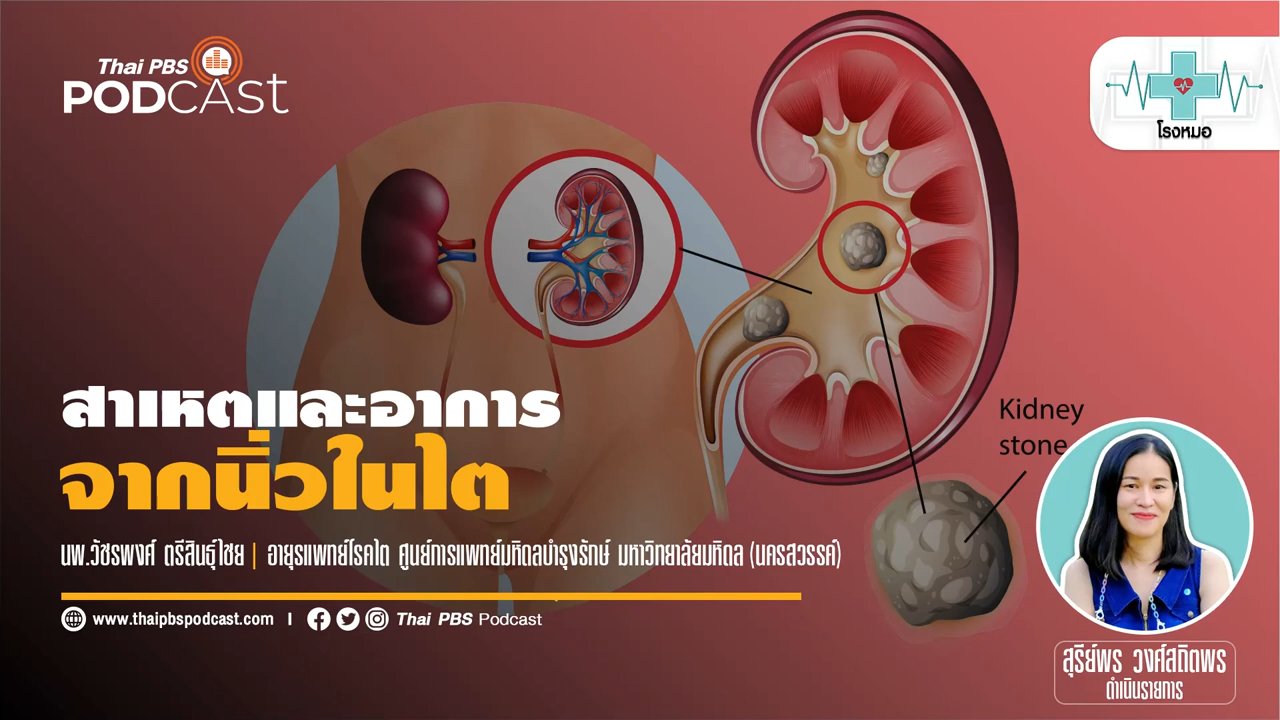 Thai PBS
PODCAst
โรงหมอ
Kidney
stone
สาเหตุและอาการ
จากนิ่วในไต
นพ.วัชรพงศ์ ตรีสินธุ์ไชย | อายุรแพทย์โรคไต ศูนย์การแพทย์มหิดลบำรุงรักษ์ มหาวิทยาลัยมหิดล (นครสวรรค์)
www.thaipbspodcast.com | Thai PBS Podcast
สุรีย์พร วงศ์สถิตพร
ดำเนินรายการ